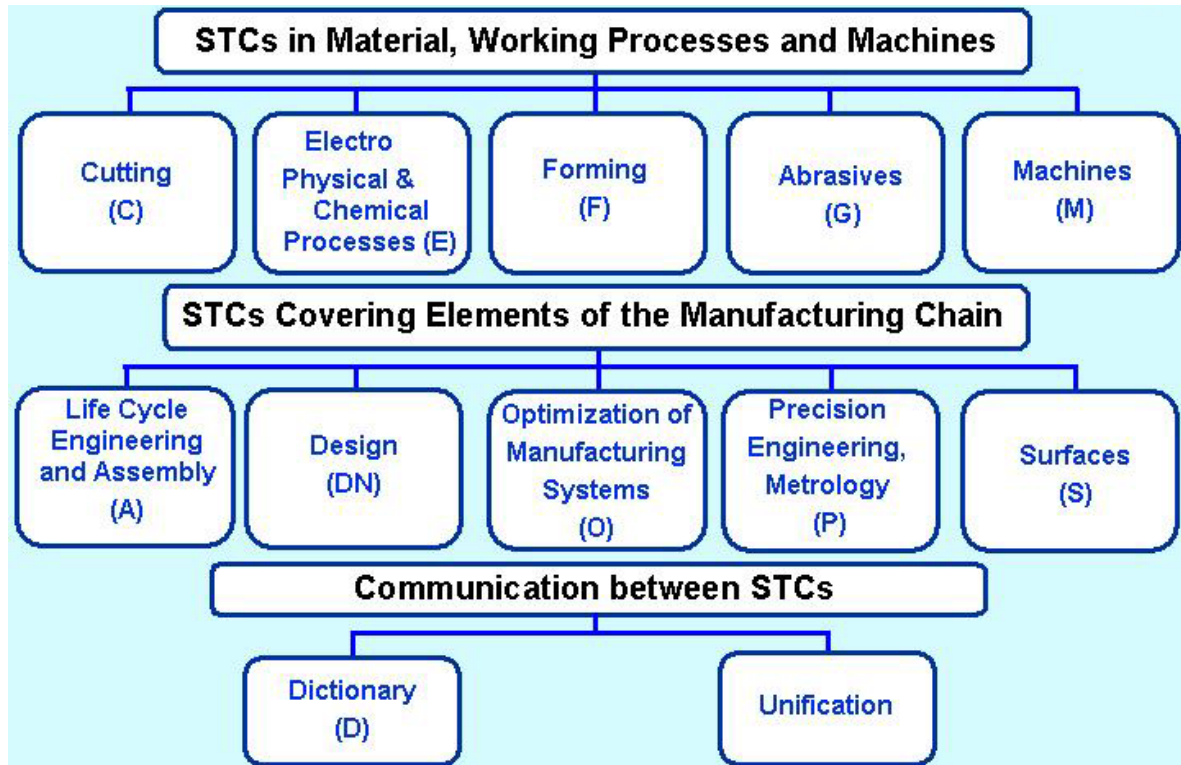 STCs in Material, Working Processes and Machines
Cutting
(C)
Electro
Physical &
Chemical
Processes (E)
Forming
(F)
Abrasives
(G)
Machines
(M)
STCs Covering Elements of the Manufacturing Chain
Life Cycle
Engineering
and Assembly
(A)
Design
(DN)
Optimization of
Manufacturing
Systems
(O)
Precision
Engineering,
Metrology
(P)
Surfaces
(S)
Communication between STCs
Dictionary
(D)
Unification